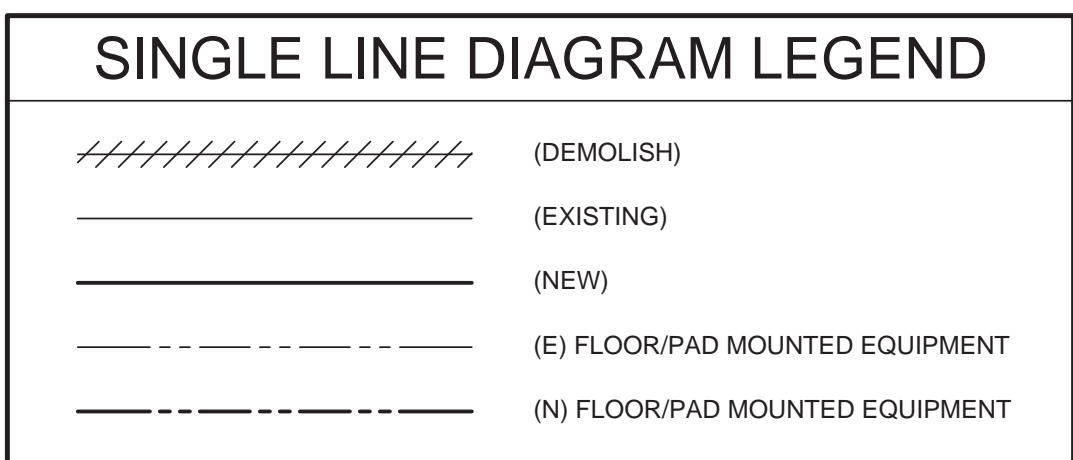 SINGLE LINE DIAGRAM LEGEND
(DEMOLISH)
(EXISTING)
(NEW)
(E) FLOOR/PAD MOUNTED EQUIPMENT
(N) FLOOR/PAD MOUNTED EQUIPMENT